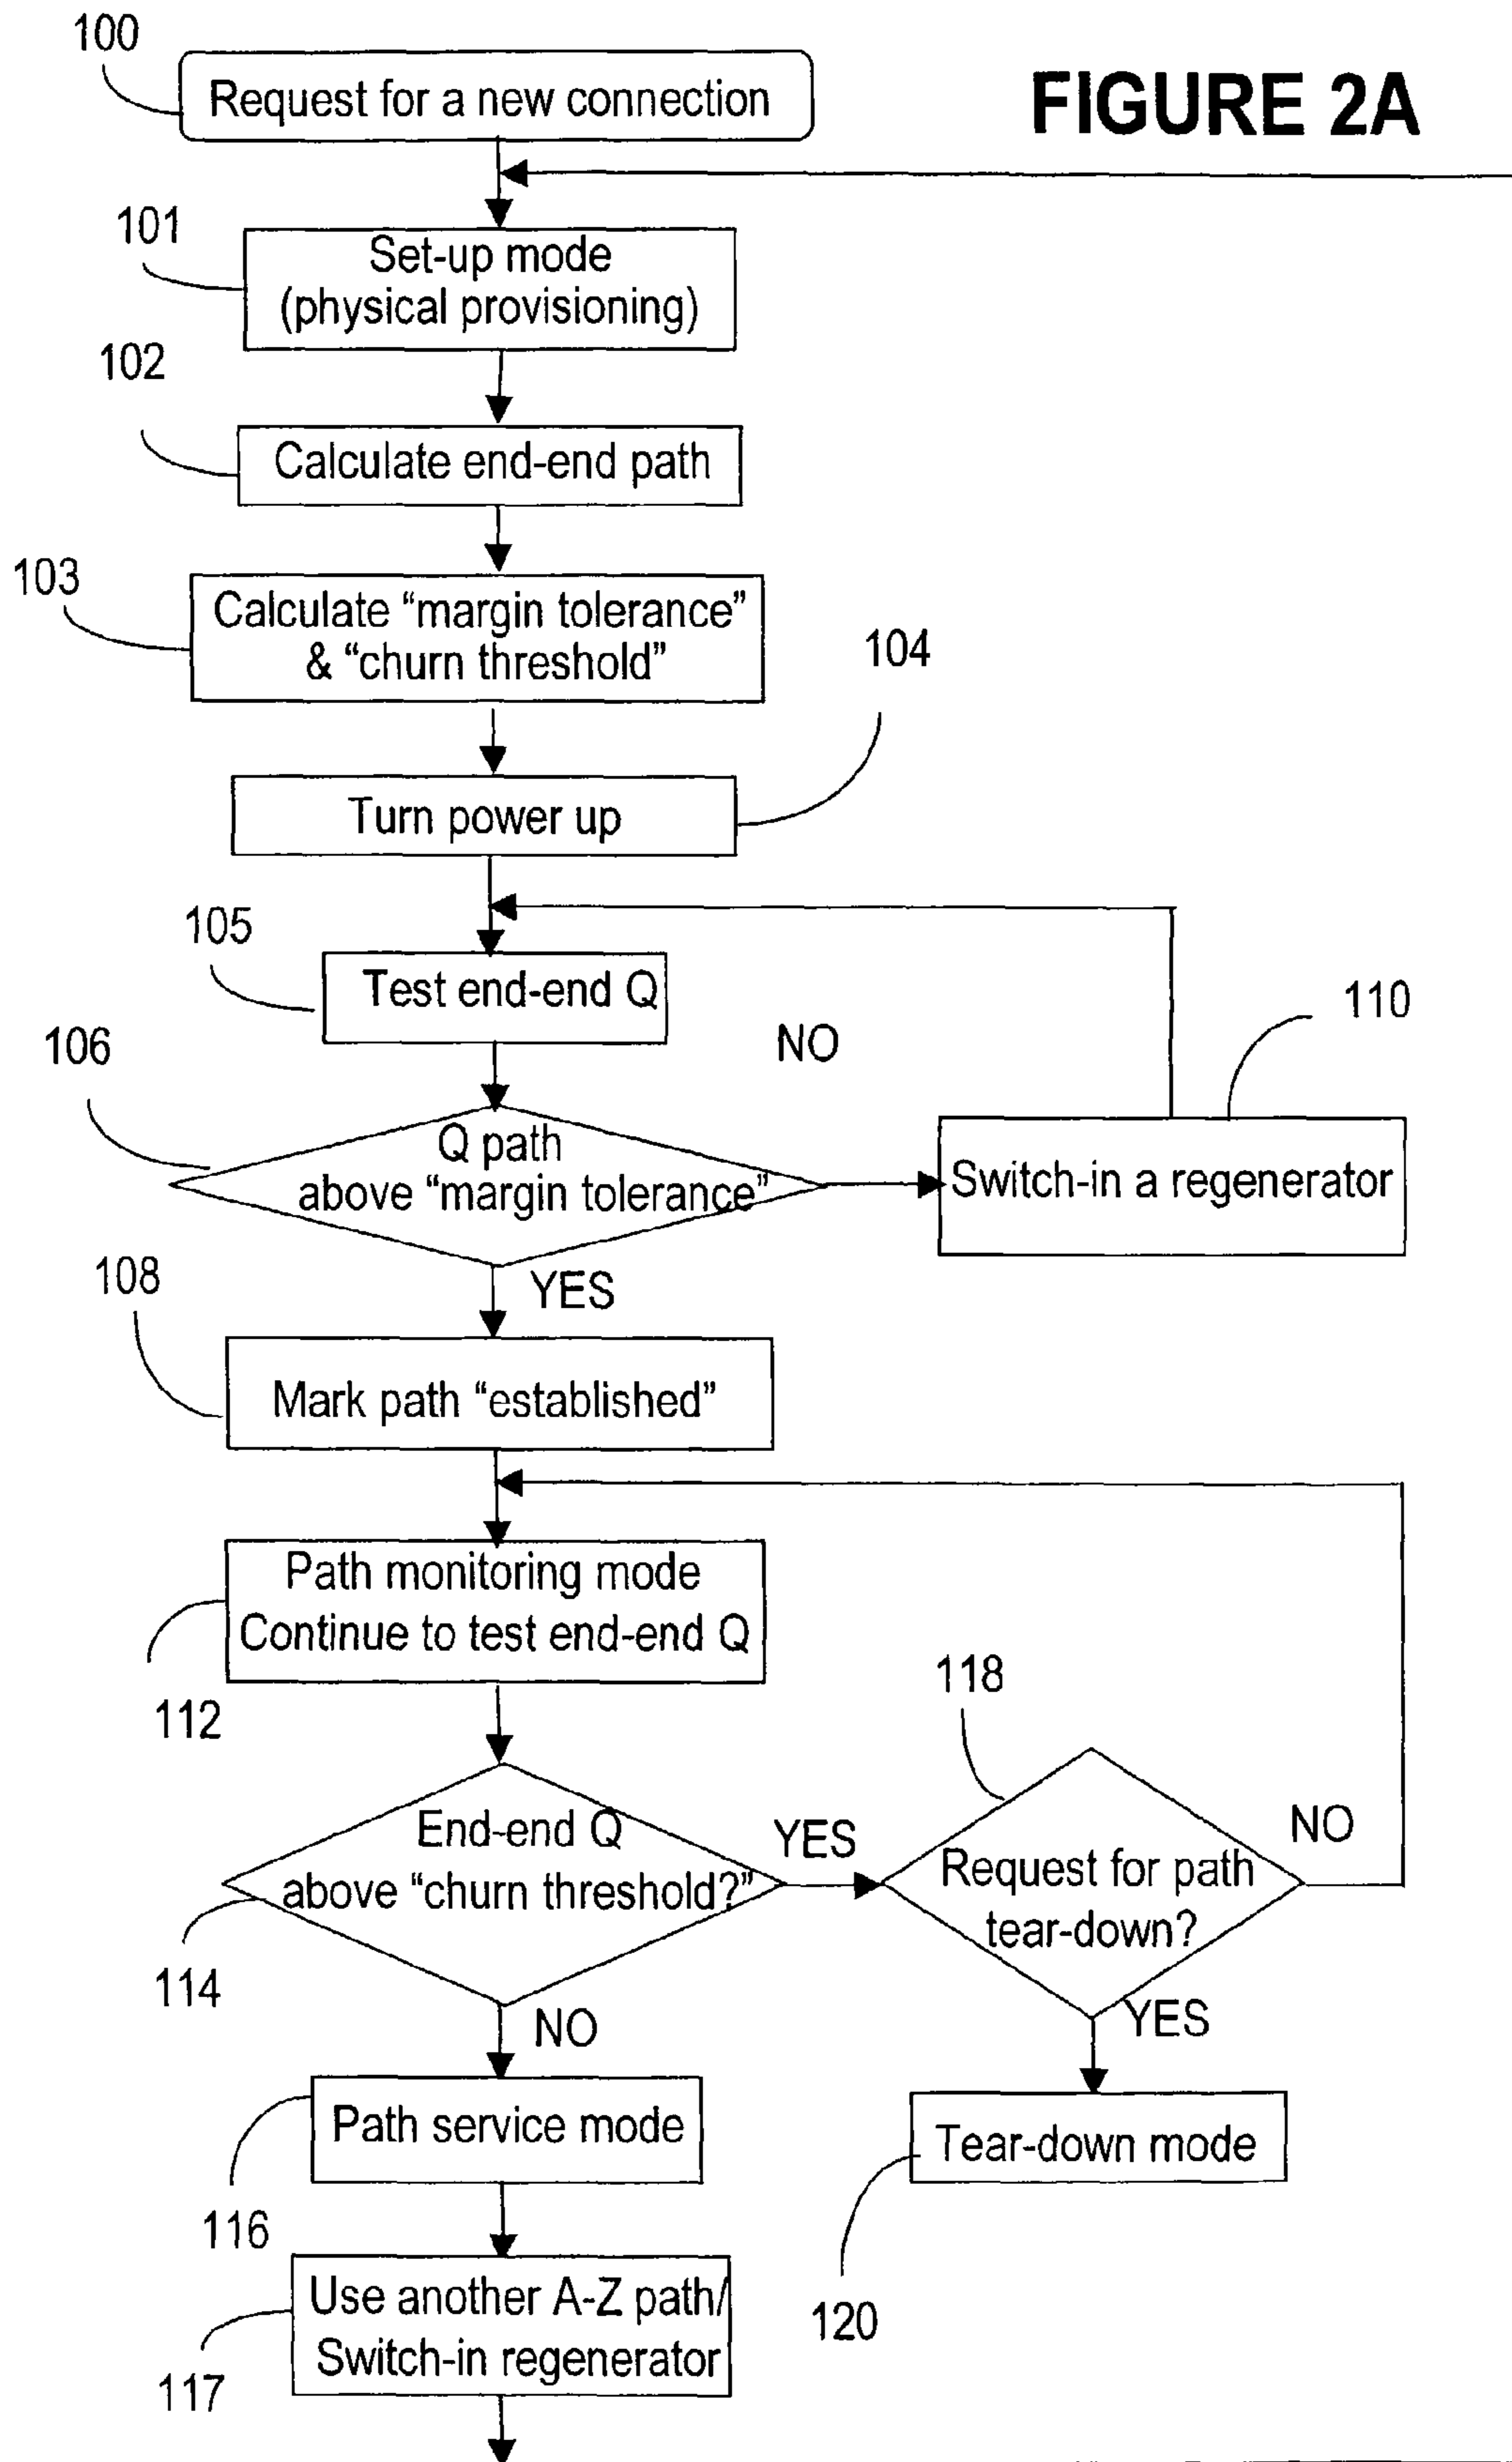 100
Request for a new connection
FIGURE 2A
101
Set-up mode
(physical provisioning)
102
Calculate end-end path
103
Calculate “margin tolerance”
& “churn threshold”
104
Turn power up
105
Test end-end Q
NO
110
106
Q path
above “margin tolerance”
Switch-in a regenerator
108
YES
Mark path “established”
Path monitoring mode
Continue to test end-end Q
112
118
End-end Q
above “churn threshold?”
YES
Request for path
tear-down?
NO
114
NO
YES
Path service mode
Tear-down mode
116
Use another A-Z path/
Switch-in regenerator
120
117